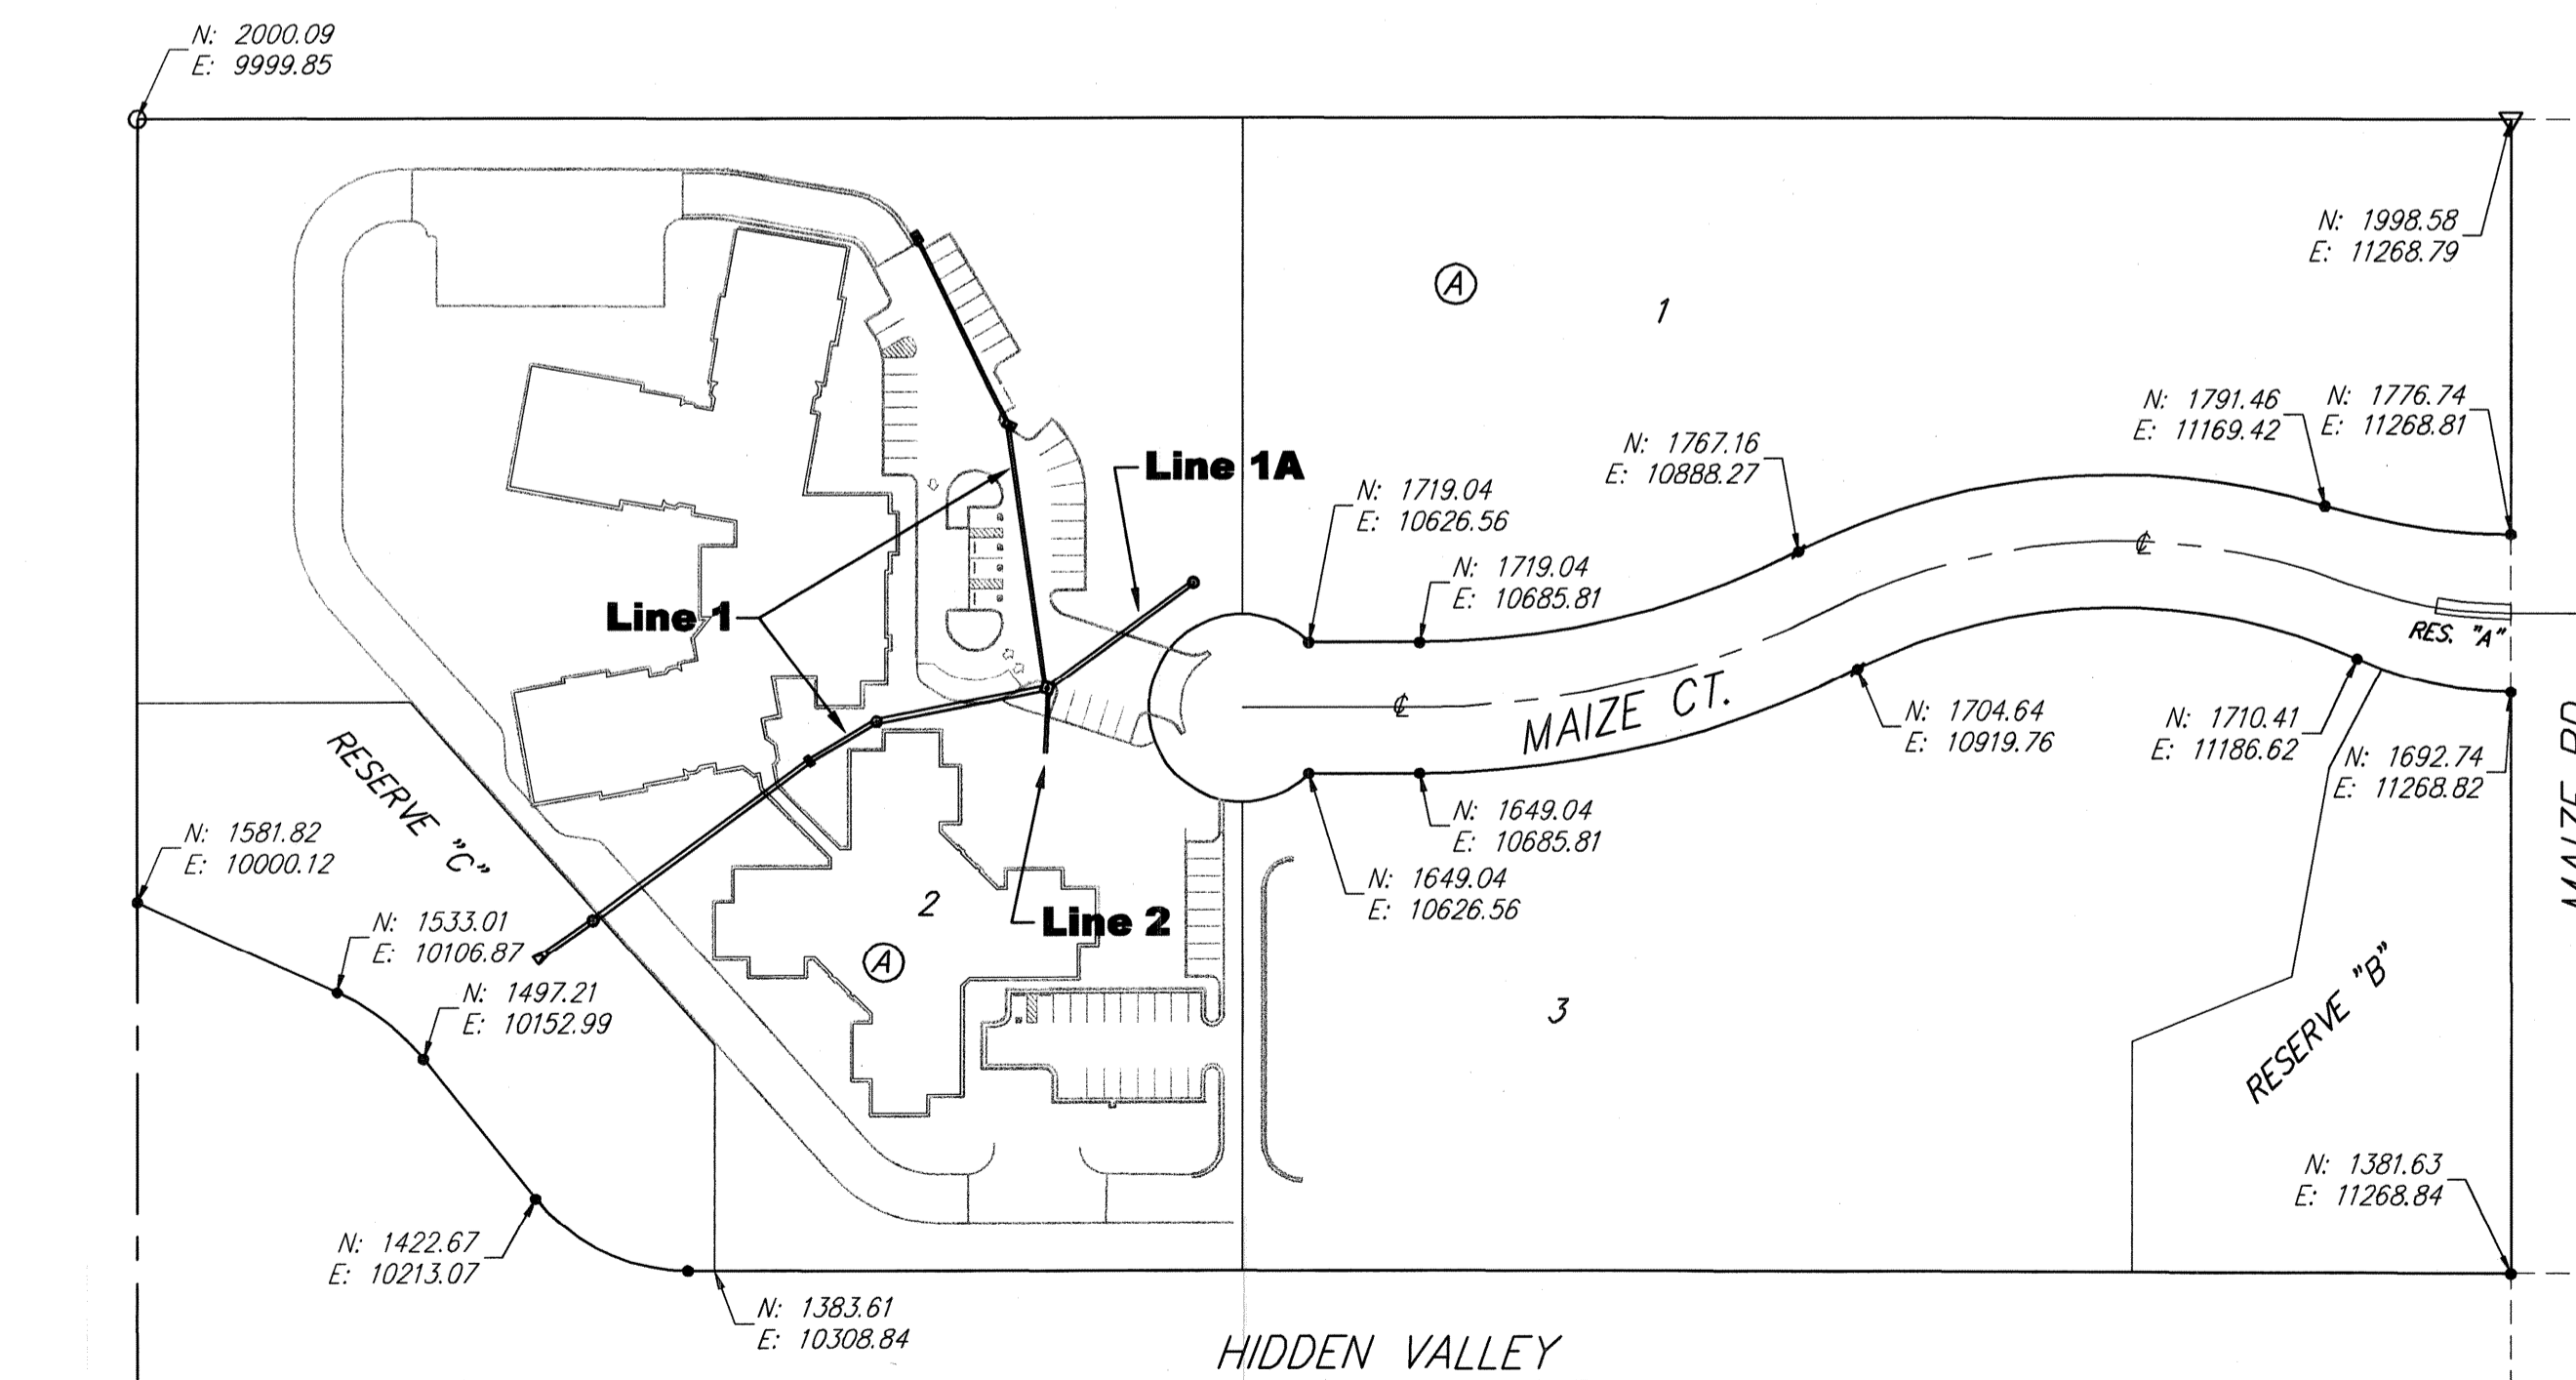 N: 2000.09
E: 9999.85
N: 1998.58
E: 11268.79
A
1
N: 1791.46
E: 11169.42
N: 1776.74
E: 11268.81
N: 1767.16
E: 10888.27
Line 1A
N: 1719.04
E: 10626.56
N: 1719.04
E: 10685.81
Line 1
RES. "A"
MAIZE CT.
N: 1704.64
E: 10919.76
N: 1710.41
E: 11186.62
N: 1692.74
E: 11268.82
RESERVE "C"
N: 1649.04
E: 10685.81
N: 1581.82
E: 10000.12
N: 1649.04
E: 10626.56
2
Line 2
N: 1533.01
E: 10106.87
A
N: 1497.21
E: 10152.99
3
RESERVE "B"
N: 1381.63
E: 11268.84
N: 1422.67
E: 10213.07
N: 1383.61
E: 10308.84
HIDDEN VALLEY